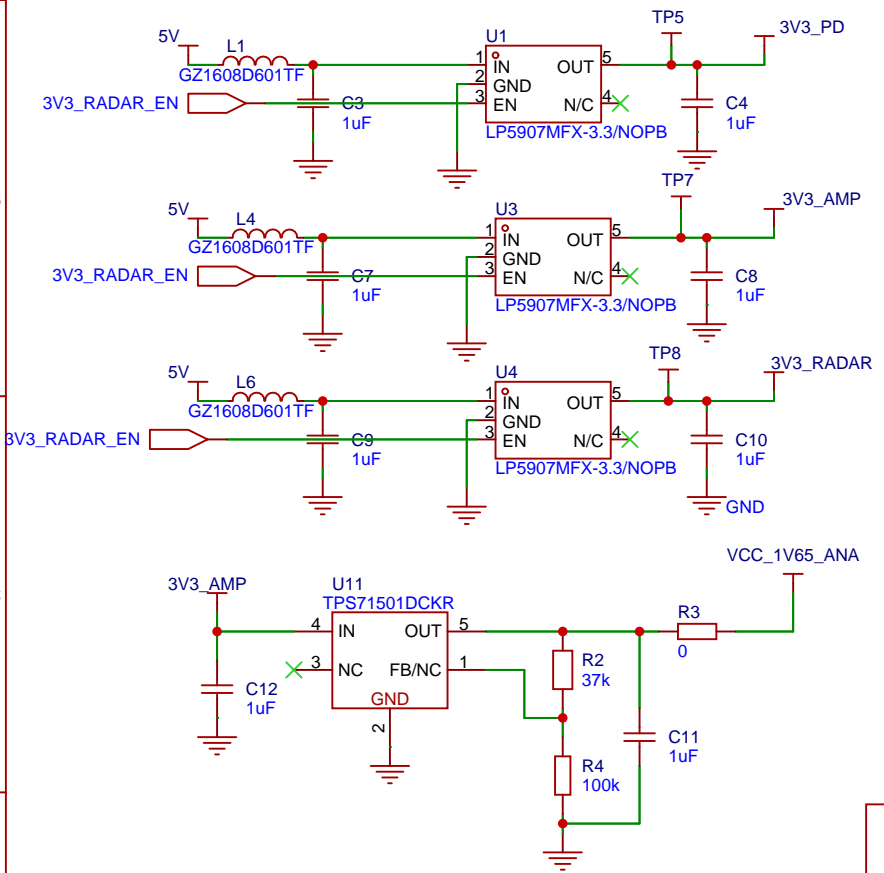 TP5
3V3_PD
5V
L1
GZ1608D601TF
U1
1
IN
OUT
5
2
GND
3V3_RADAR_EN
C3
1uF
3
EN
N/C
4
C4
1uF
LP5907MFX-3.3/NOPB
TP7
3V3_AMP
5V
L4
GZ1608D601TF
U3
1
IN
OUT
5
2
GND
3V3_RADAR_EN
C7
1uF
3
EN
N/C
4
C8
1uF
LP5907MFX-3.3/NOPB
TP8
3V3_RADAR
5V
L6
GZ1608D601TF
U4
1
IN
OUT
5
2
GND
3V3_RADAR_EN
C9
1uF
3
EN
N/C
4
C10
1uF
LP5907MFX-3.3/NOPB
GND
VCC_1V65_ANA
3V3_AMP
U11
TPS71501DCKR
4
IN
OUT
5
R3
0
3
NC
FB/NC
1
R2
37k
C12
1uF
GND
2
C11
1uF
R4
100k